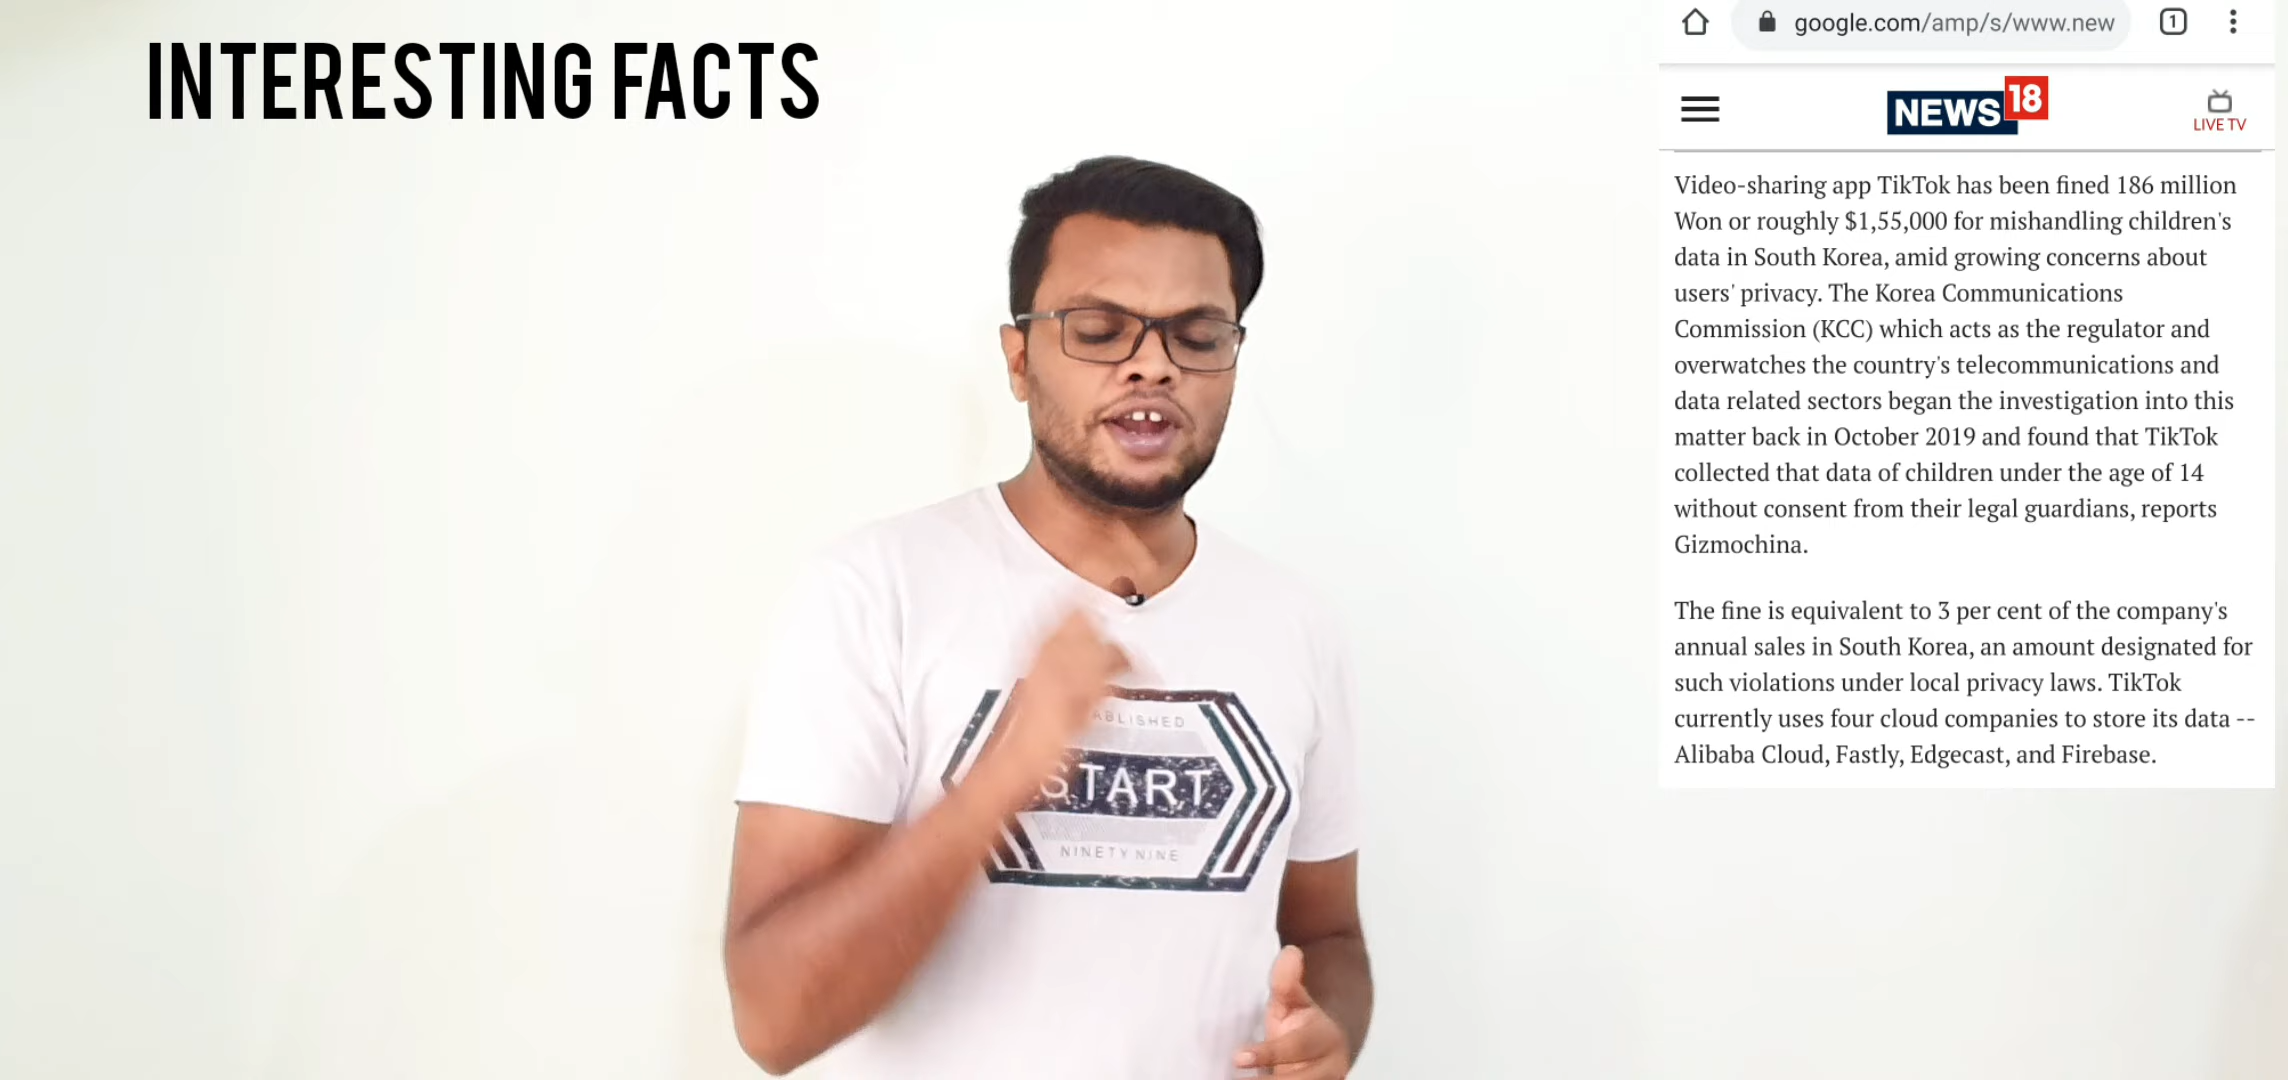 INTERESTING FACTS
google.com/amp/s/www.new
1
NEWS18
LIVE TV
Video-sharing app TikTok has been fined 186 million
Won or roughly $1,55,000 for mishandling children's
data in South Korea, amid growing concerns about
users' privacy. The Korea Communications
Commission (KCC) which acts as the regulator and
overwatches the country's telecommunications and
data related sectors began the investigation into this
matter back in October 2019 and found that TikTok
collected that data of children under the age of 14
without consent from their legal guardians, reports
Gizmochina.
The fine is equivalent to 3 per cent of the company's
annual sales in South Korea, an amount designated for
such violations under local privacy laws. TikTok
currently uses four cloud companies to store its data --
Alibaba Cloud, Fastly, Edgecast, and Firebase.
ABLISHED
START
NINETY NINE